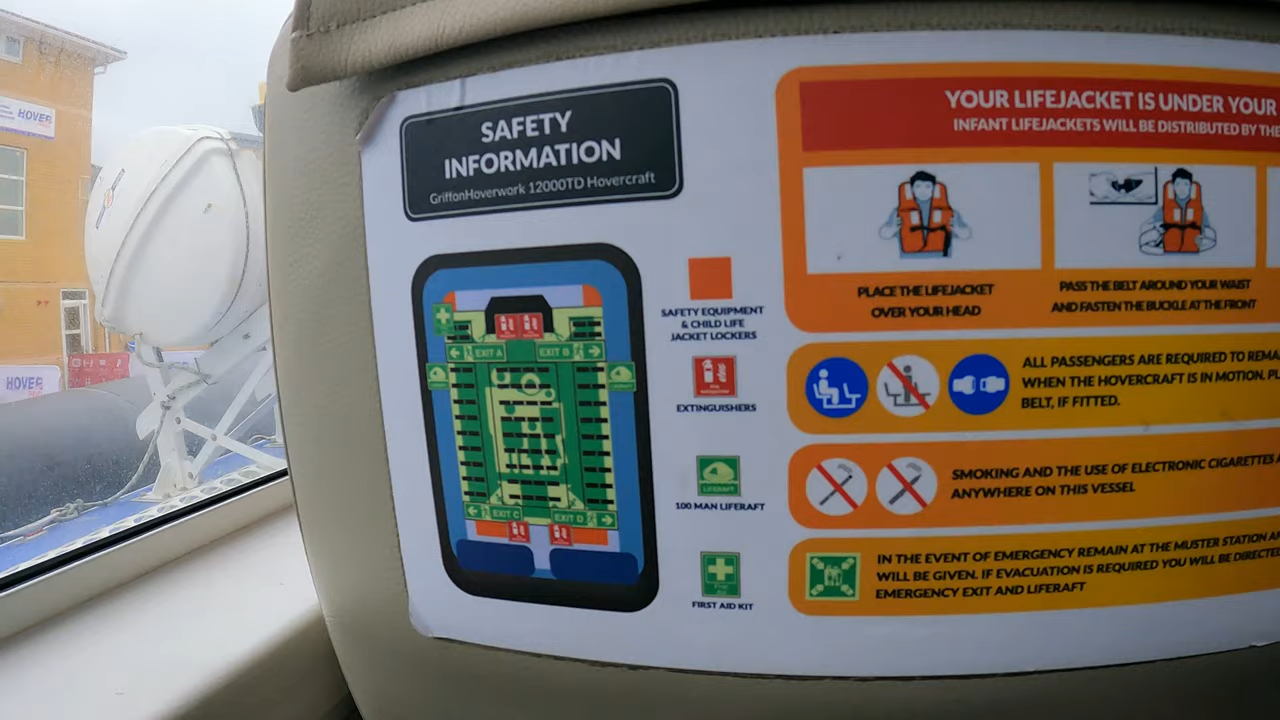 HOVER
HOVER
SAFETY
INFORMATION
GriffonHoverwork 12000TD Hovercraft
EXIT A
EXIT B
EXIT C
EXIT D
SAFETY EQUIPMENT
& CHILD LIFE
JACKET LOCKERS
EXTINGUISHERS
LIFERAFT
100 MAN LIFERAFT
FIRST AID KIT
YOUR LIFEJACKET IS UNDER YOUR
INFANT LIFEJACKETS WILL BE DISTRIBUTED BY THE
PLACE THE LIFEJACKET
OVER YOUR HEAD
PASS THE BELT AROUND YOUR WAIST
AND FASTEN THE BUCKLE AT THE FRONT
ALL PASSENGERS ARE REQUIRED TO
WHEN THE HOVERCRAFT IS IN MOTION.
BELT, IF FITTED.
SMOKING AND THE USE OF ELECTRONIC CIGARETTES
ANYWHERE ON THIS VESSEL
IN THE EVENT OF EMERGENCY REMAIN AT THE MUSTER STATION
WILL BE GIVEN. IF EVACUATION IS REQUIRED YOU WILL BE DIRECTED
EMERGENCY EXIT AND LIFERAFT